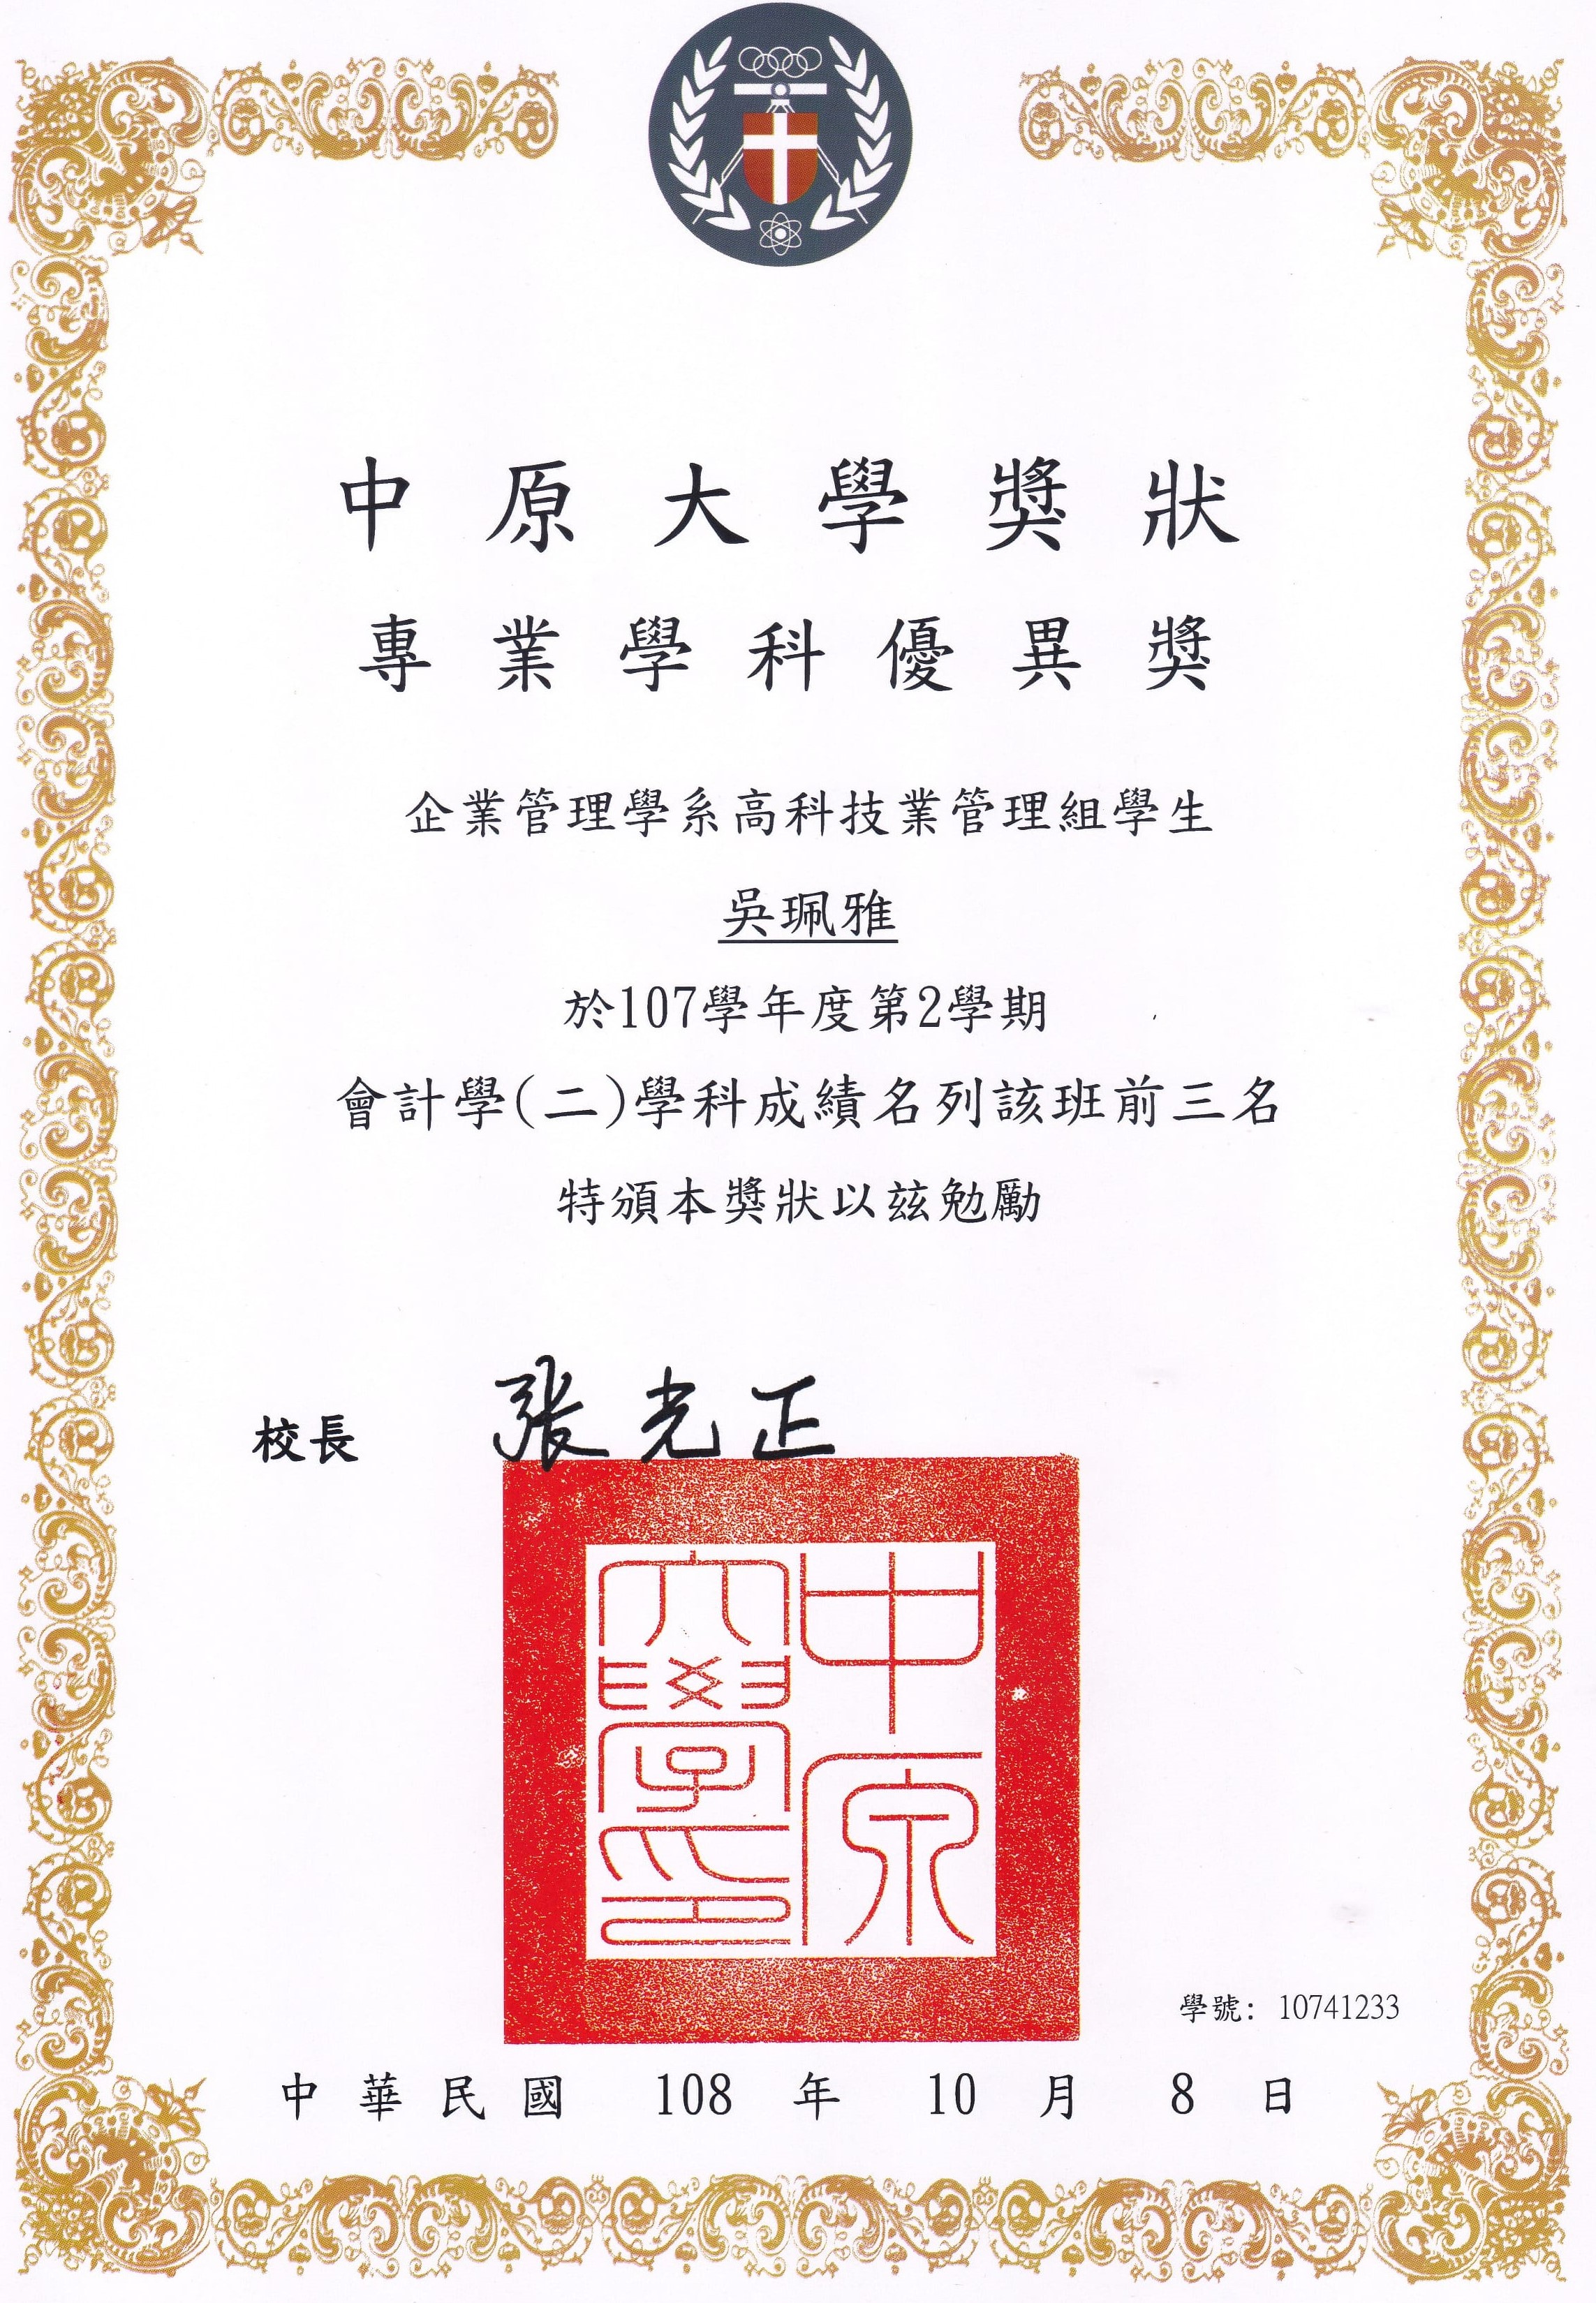 中原大學獎狀
專業學科優異獎
企業管理學系高科技業管理組學生
吳珮雅
於107學年度第2學期
會計學(二)學科成績名列該班前三名
特頒本獎狀以玆勉勵
校長 張光正
中原
大學印
學號: 10741233
中華民國 108 年 10 月 8 日